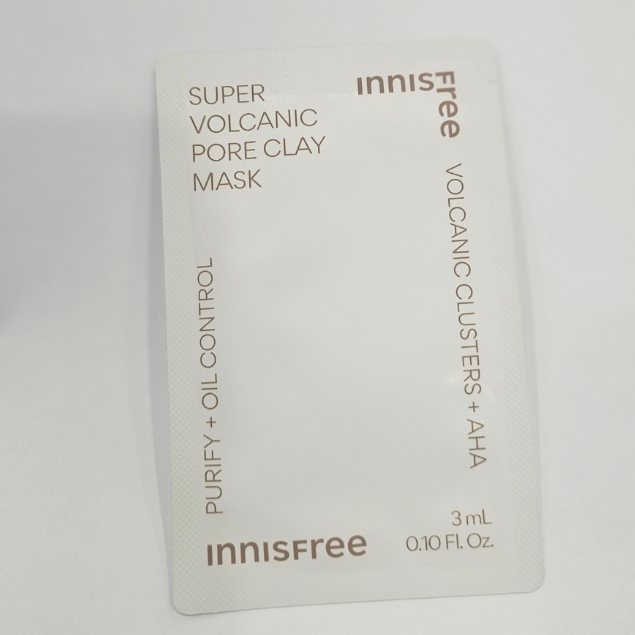 SUPER
VOLCANIC
PORE CLAY
MASK
INNISFree
VOLCANIC CLUSTERS + AHA
PURIFY + OIL CONTROL
INNISFree
3 mL
0.10 Fl. Oz.